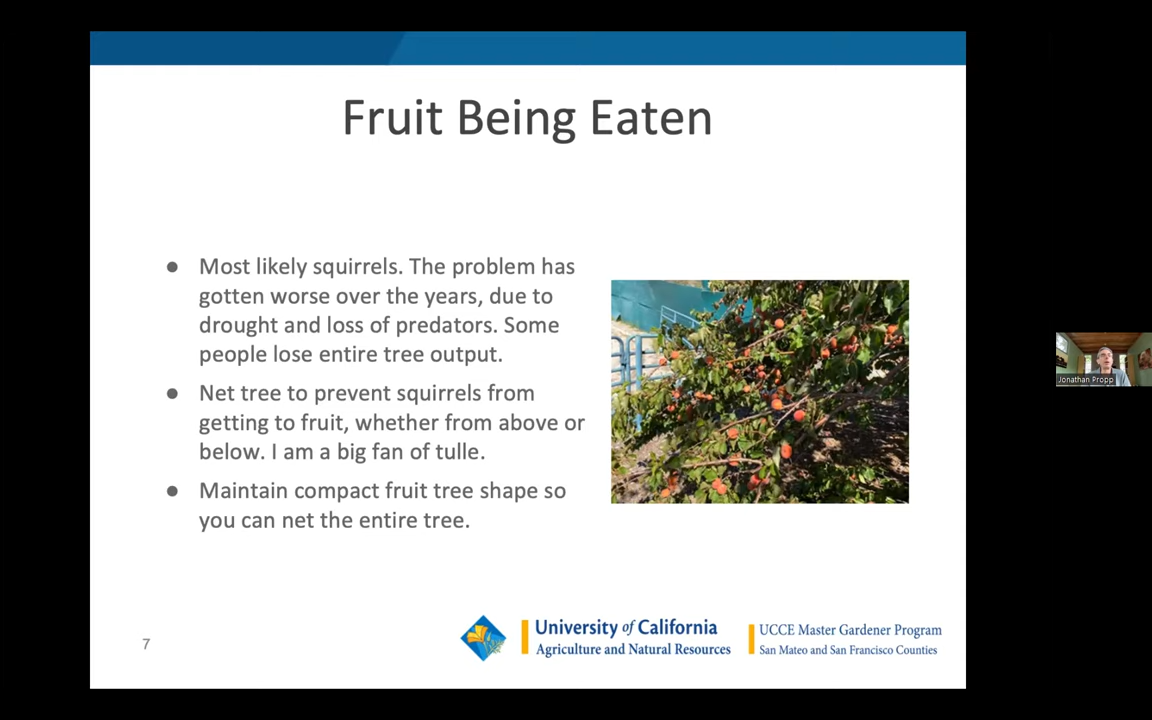 Fruit Being Eaten
● Most likely squirrels. The problem has
gotten worse over the years, due to
drought and loss of predators. Some
people lose entire tree output.
● Net tree to prevent squirrels from
getting to fruit, whether from above or
below. I am a big fan of tulle.
● Maintain compact fruit tree shape so
you can net the entire tree.
Jonathan Propp
7
University of California
Agriculture and Natural Resources
UCCE Master Gardener Program
San Mateo and San Francisco Counties